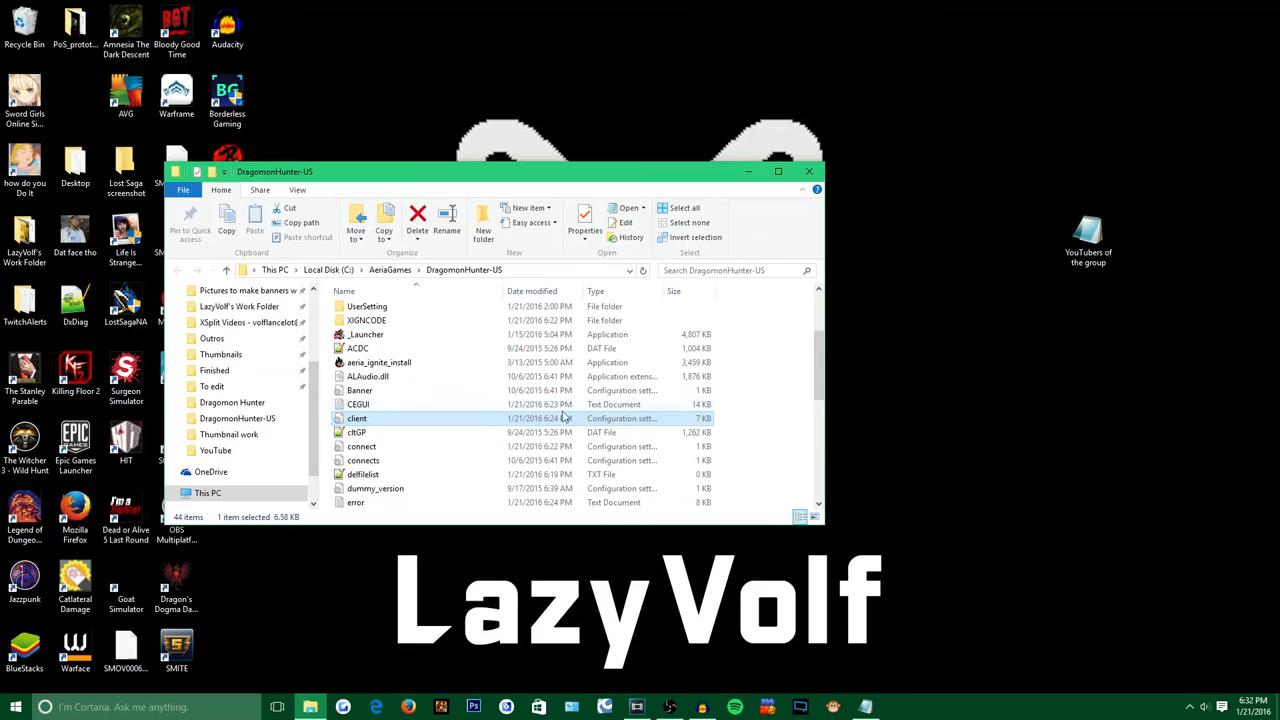 Recycle Bin
PoS_protot...
Amnesia The
Dark Descent
Bloody Good
Time
Audacity
Sword Girls
Online Si...
AVG
Warframe
BG
Borderless
Gaming
how do you
Do It
Desktop
Lost Saga
screenshot
LazyVolf's
Work Folder
Dat face tho
Life Is
Strange...
TwitchAlerts
DxDiag
LostSagaNA
The Stanley
Parable
Killing Floor 2
Surgeon
Simulator
The Witcher
3 - Wild Hunt
EPIC
GAMES
Epic Games
Launcher
HIT
Legend of
Dungeon...
Mozilla
Firefox
Dead or Alive
5 Last Round
OBS
Multiplatf...
Jazzpunk
Catlateral
Damage
Goat
Simulator
Dragon's
Dogma Da...
BlueStacks
Warface
SMOV0006...
SMITE
YouTubers of
the group
DragomonHunter-US
File
Home
Share
View
Pin to Quick
access
Copy
Paste
Cut
Copy path
Paste shortcut
Clipboard
Move
to
Copy
to
Delete
Rename
Organize
New
folder
New item
Easy access
New
Properties
Open
Edit
History
Open
Select all
Select none
Invert selection
Select
This PC > Local Disk (C:) > AeriaGames > DragomonHunter-US
Search DragomonHunter-US
Pictures to make banners w
LazyVolf's Work Folder
XSplit Videos - volflancelot(
Outros
Thumbnails
Finished
To edit
Dragomon Hunter
DragomonHunter-US
Thumbnail work
YouTube
OneDrive
This PC
Name Date modified Type Size
UserSetting 1/21/2016 2:00 PM File folder
XIGNCODE 1/21/2016 6:22 PM File folder
_Launcher 1/15/2016 5:04 PM Application 4,807 KB
ACDC 9/24/2015 5:26 PM DAT File 1,004 KB
aeria_ignite_install 3/13/2015 5:00 AM Application 3,459 KB
ALAudio.dll 10/6/2015 6:41 PM Application extens... 1,876 KB
Banner 10/6/2015 6:41 PM Configuration sett... 1 KB
CEGUI 1/21/2016 6:23 PM Text Document 14 KB
client 1/21/2016 6:24 PM Configuration sett... 7 KB
cltGP 9/24/2015 5:26 PM DAT File 1,262 KB
connect 1/21/2016 6:22 PM Configuration sett... 1 KB
connects 10/6/2015 6:41 PM Configuration sett... 1 KB
delfilelist 1/21/2016 6:19 PM TXT File 0 KB
dummy_version 9/17/2015 6:39 AM Configuration sett... 1 KB
error 1/21/2016 6:24 PM Text Document 8 KB
44 items 1 item selected 6.58 KB
LazyVolf
I'm Cortana. Ask me anything.
6:32 PM
1/21/2016